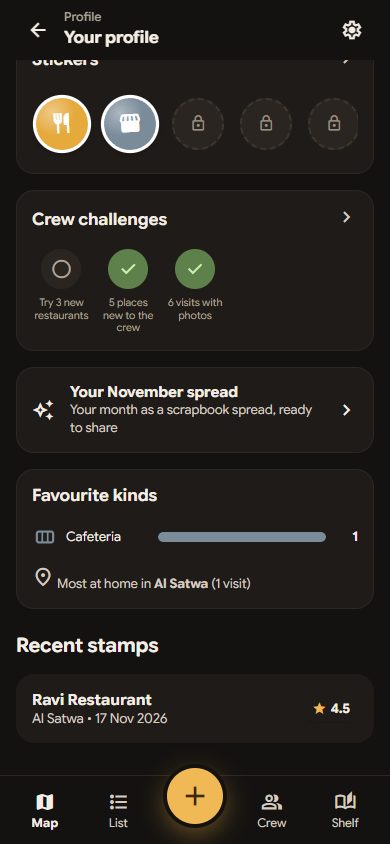 Profile
Your profile
Stickers
Crew challenges
Try 3 new
restaurants
5 places
new to the
crew
6 visits with
photos
Your November spread
Your month as a scrapbook spread, ready
to share
Favourite kinds
Cafeteria
1
Most at home in Al Satwa (1 visit)
Recent stamps
Ravi Restaurant
Al Satwa • 17 Nov 2026
4.5
Map
List
Crew
Shelf